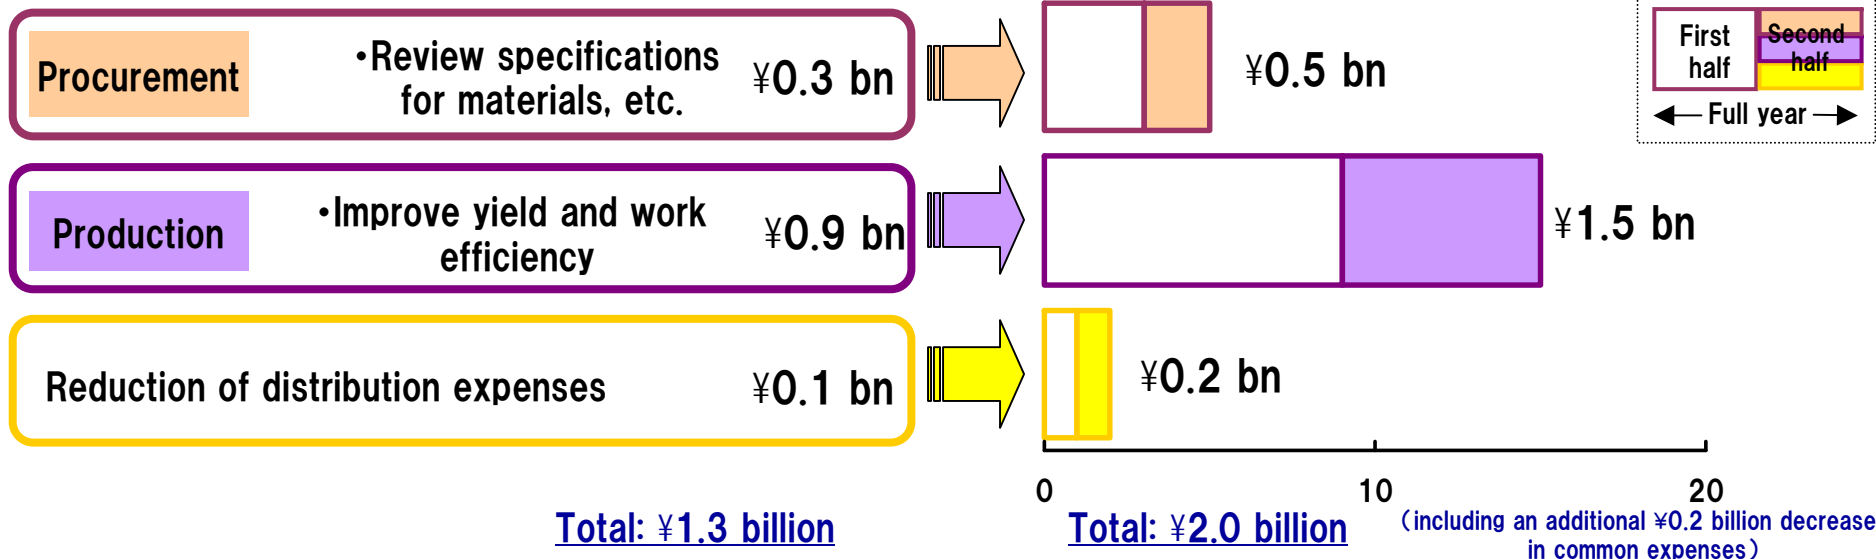 Procurement
・Review specifications
for materials, etc.
¥0.3 bn
¥0.5 bn
First
half
Second
half
Full year
Production
・Improve yield and work
efficiency
¥0.9 bn
¥1.5 bn
Reduction of distribution expenses
¥0.1 bn
¥0.2 bn
0
10
20
Total: ¥1.3 billion
Total: ¥2.0 billion
（including an additional ¥0.2 billion decrease
in common expenses）